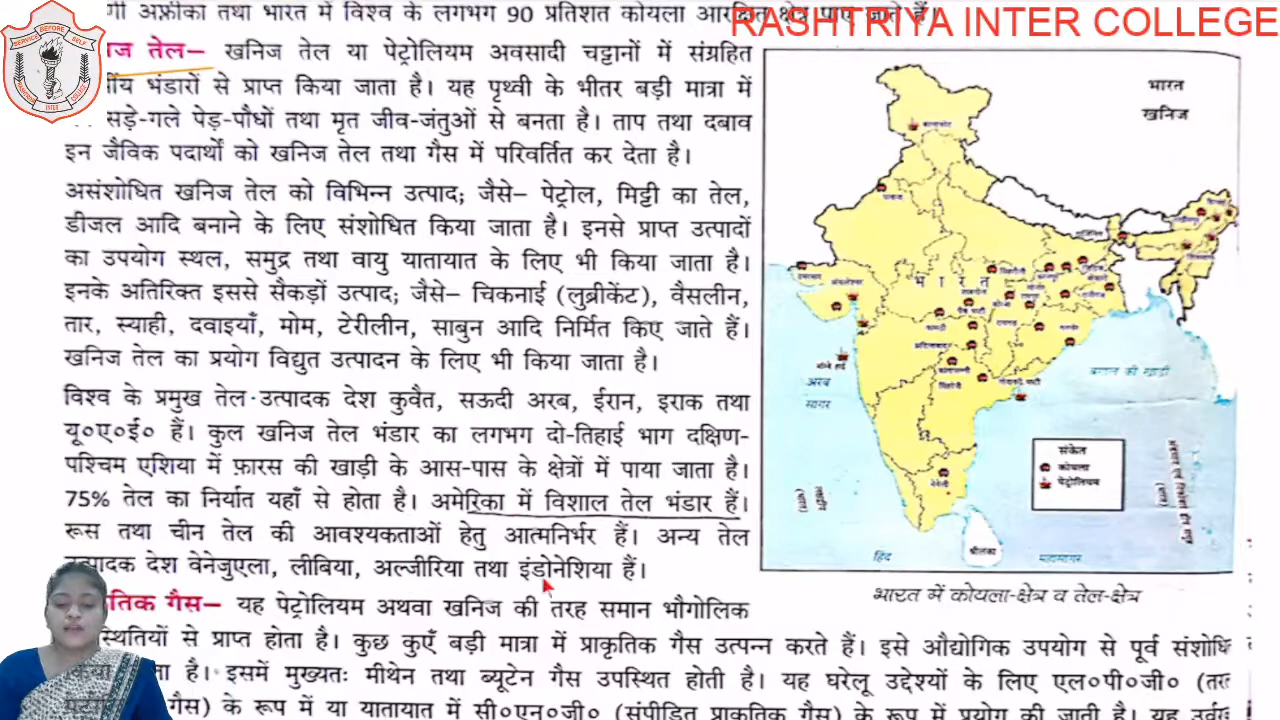 RASHTRIYA INTER COLLEGE
अफ़्रीका तथा भारत में विश्व के लगभग 90 प्रतिशत कोयला आरक्षित क्षेत्र पाए जाते हैं।
तेल– खनिज तेल या पेट्रोलियम अवसादी चट्टानों में संग्रहित
भंडारों से प्राप्त किया जाता है। यह पृथ्वी के भीतर बड़ी मात्रा में
सड़े-गले पेड़-पौधों तथा मृत जीव-जंतुओं से बनता है। ताप तथा दबाव
इन जैविक पदार्थों को खनिज तेल तथा गैस में परिवर्तित कर देता है।
असंशोधित खनिज तेल को विभिन्न उत्पाद; जैसे– पेट्रोल, मिट्टी का तेल,
डीजल आदि बनाने के लिए संशोधित किया जाता है। इनसे प्राप्त उत्पादों
का उपयोग स्थल, समुद्र तथा वायु यातायात के लिए भी किया जाता है।
इनके अतिरिक्त इससे सैकड़ों उत्पाद; जैसे– चिकनाई (लुब्रीकेंट), वैसलीन,
तार, स्याही, दवाइयाँ, मोम, टेरीलीन, साबुन आदि निर्मित किए जाते हैं।
खनिज तेल का प्रयोग विद्युत उत्पादन के लिए भी किया जाता है।
विश्व के प्रमुख तेल उत्पादक देश कुवैत, सऊदी अरब, ईरान, इराक तथा
यू०ए०ई० हैं। कुल खनिज तेल भंडार का लगभग दो-तिहाई भाग दक्षिण-
पश्चिम एशिया में फ़ारस की खाड़ी के आस-पास के क्षेत्रों में पाया जाता है।
75% तेल का निर्यात यहाँ से होता है। अमेरिका में विशाल तेल भंडार हैं।
रूस तथा चीन तेल की आवश्यकताओं हेतु आत्मनिर्भर हैं। अन्य तेल
देश वेनेजुएला, लीबिया, अल्जीरिया तथा इंडोनेशिया हैं।
गैस– यह पेट्रोलियम अथवा खनिज की तरह समान भौगोलिक
से प्राप्त होता है। कुछ कुएँ बड़ी मात्रा में प्राकृतिक गैस उत्पन्न करते हैं। इसे औद्योगिक उपयोग से पूर्व
है। इसमें मुख्यतः मीथेन तथा ब्यूटेन गैस उपस्थित होती है। यह घरेलू उद्देश्यों के लिए एल०पी०जी०
गैस) के रूप में या यातायात में सी०एन०जी० (संपीड़ित प्राकृतिक गैस) के रूप में प्रयोग की जाती है। यह
भारत
खनिज
भारत
अरब
सागर
बंगाल की खाड़ी
संकेत
कोयला
पेट्रोलियम
श्रीलंका
हिंद
महासागर
भारत में कोयला-क्षेत्र व तेल-क्षेत्र
SERVICE BEFORE SELF